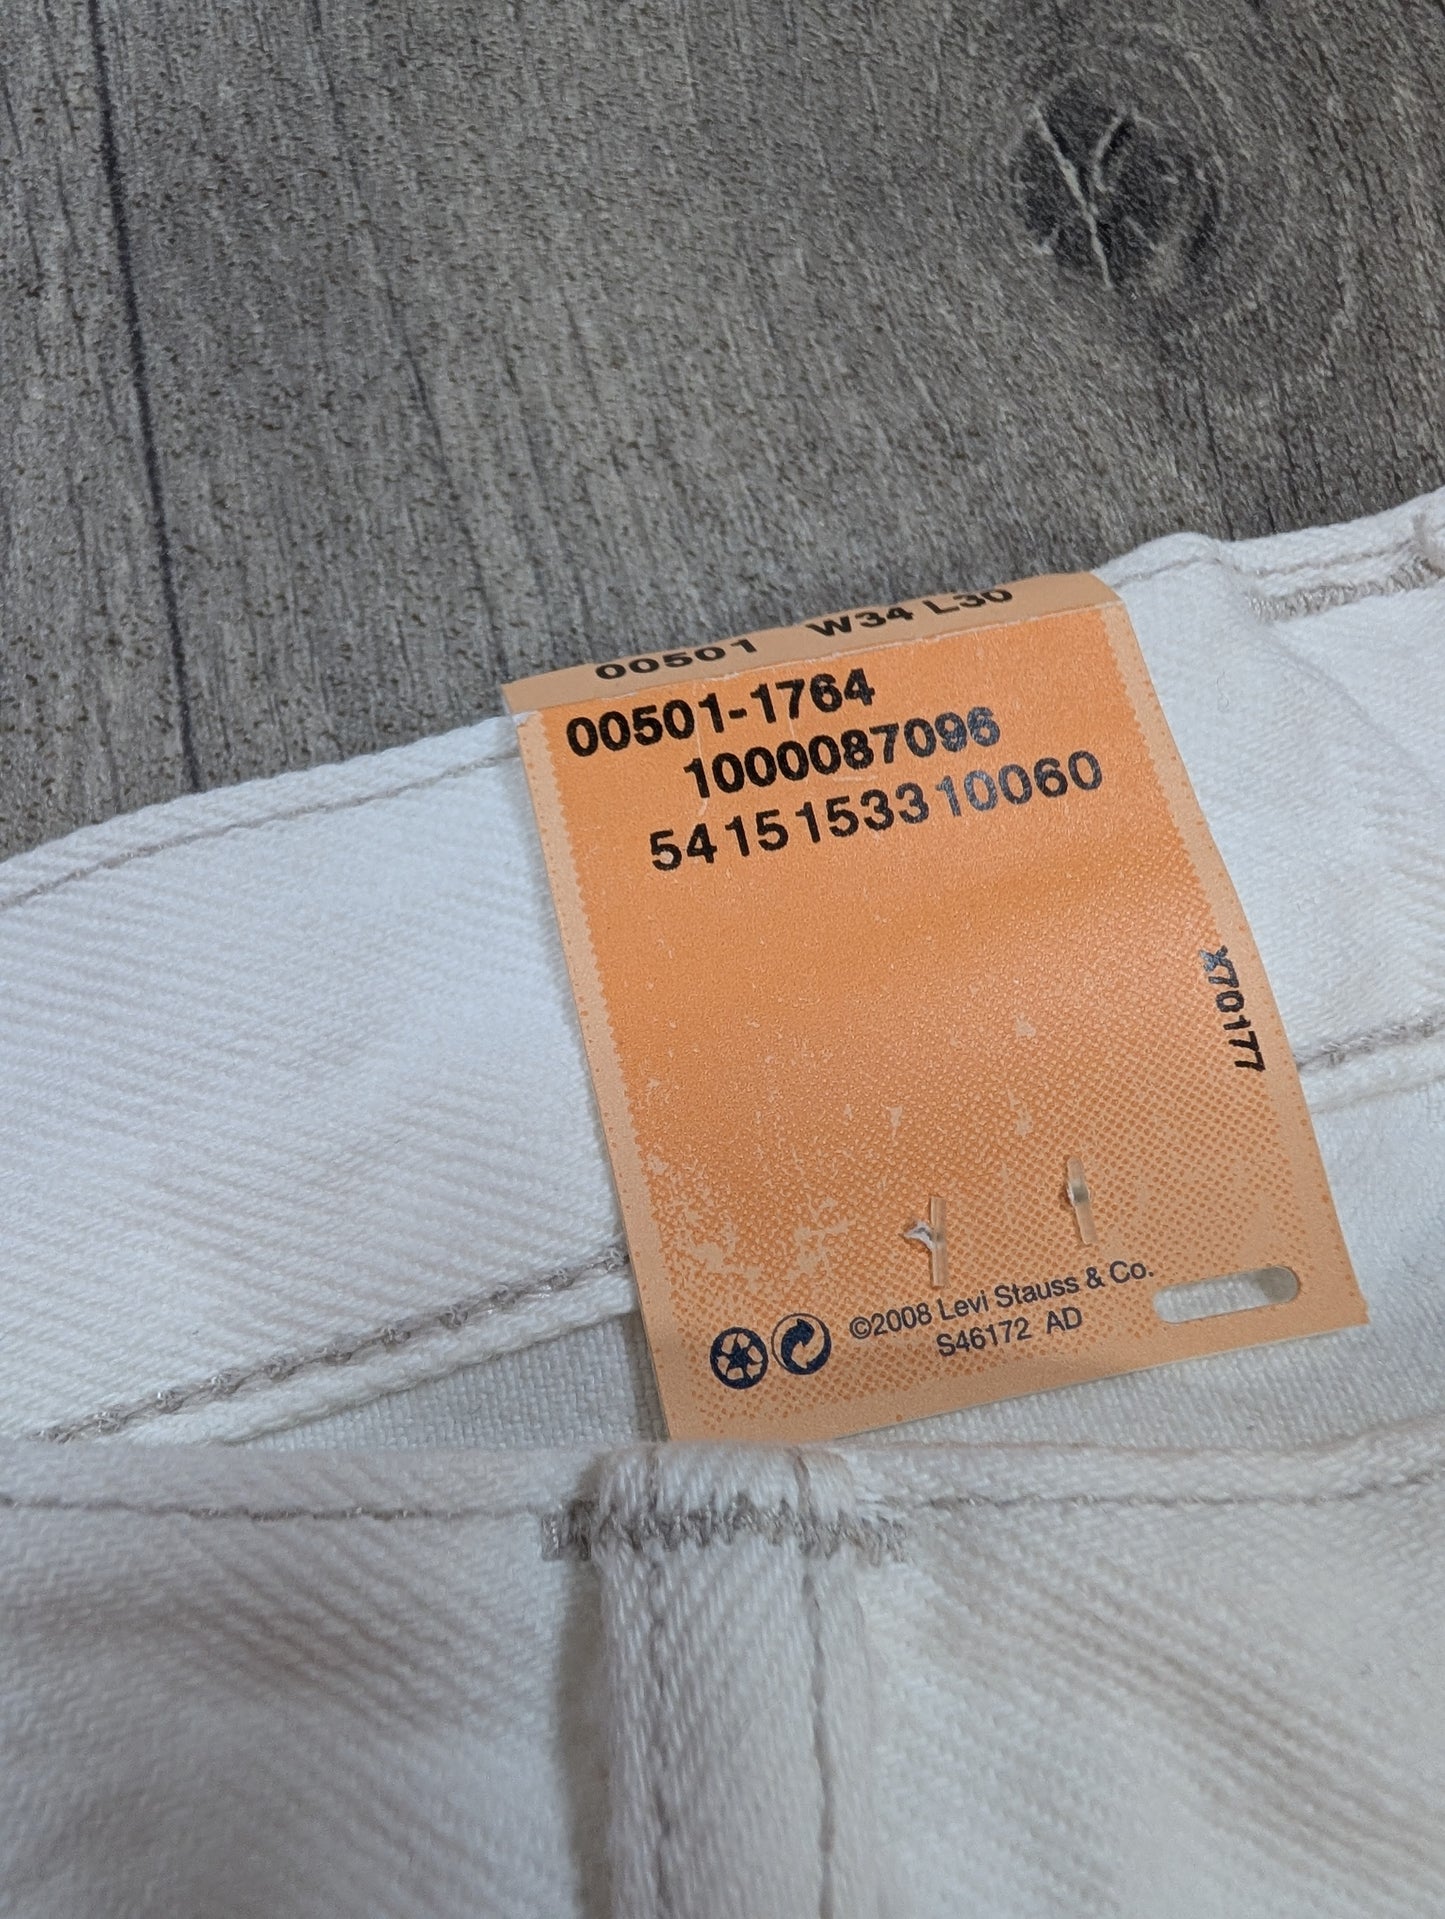 00501 W34 L30
00501-1764
1000087096
5415153310060
X70177
©2008 Levi Stauss & Co.
S46172 AD